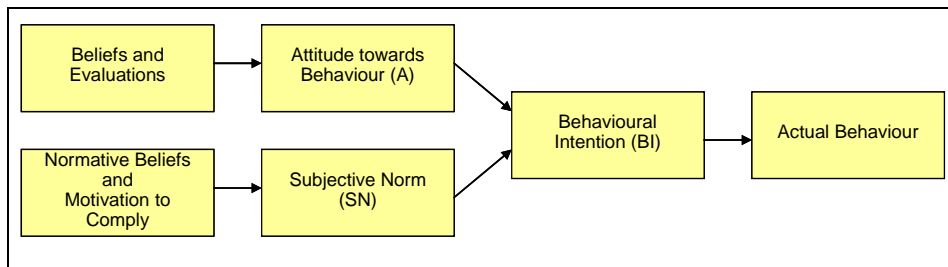 Beliefs and
Evaluations
Attitude towards
Behaviour (A)
Behavioural
Intention (BI)
Actual Behaviour
Normative Beliefs
and
Motivation to
Comply
Subjective Norm
(SN)